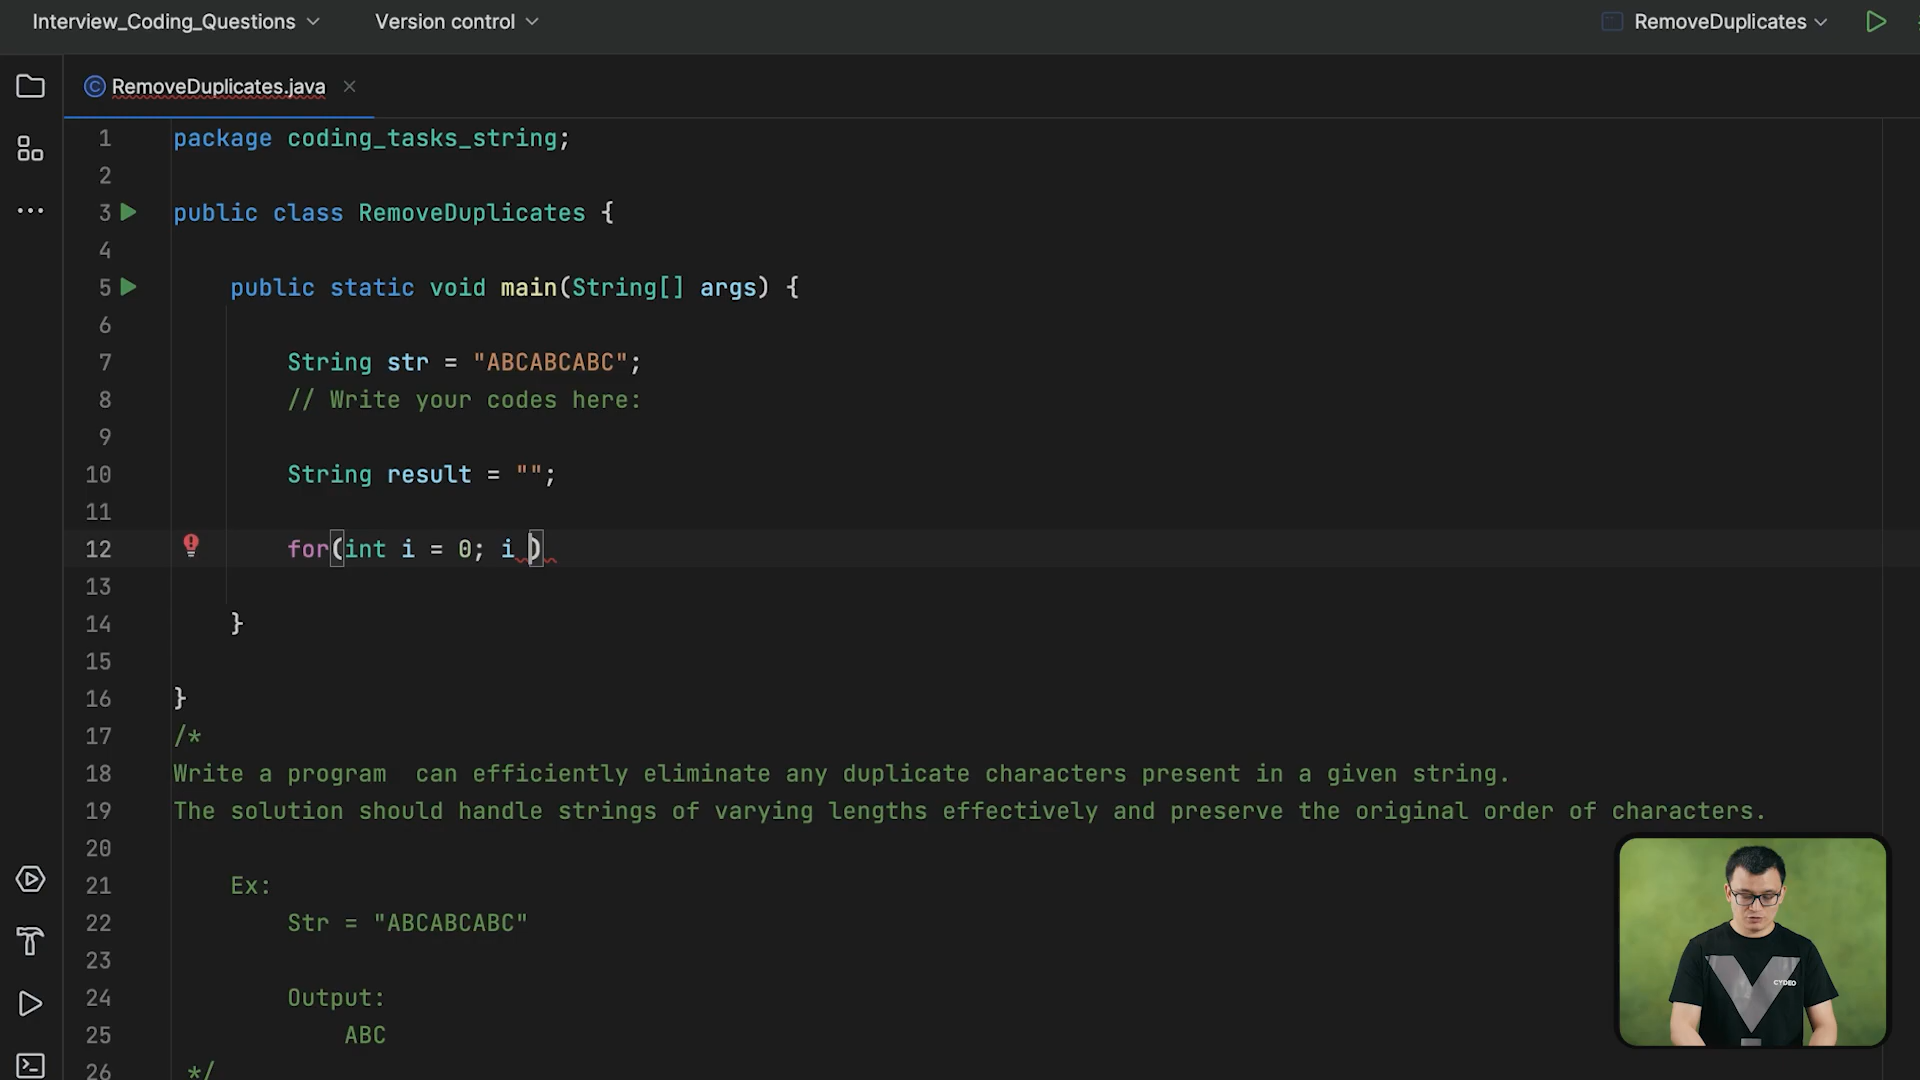 Interview_Coding_Questions Version control RemoveDuplicates
RemoveDuplicates.java
1 package coding_tasks_string;
2
3 public class RemoveDuplicates {
4
5 public static void main(String[] args) {
6
7 String str = "ABCABCABC";
8 // Write your codes here:
9
10 String result = "";
11
12 for(int i = 0; i )
13
14 }
15
16 }
17 /*
18 Write a program  can efficiently eliminate any duplicate characters present in a given string.
19 The solution should handle strings of varying lengths effectively and preserve the original order of characters.
20
21 Ex:
22 Str = "ABCABCABC"
23
24 Output:
25 ABC
26 */
CYDEO